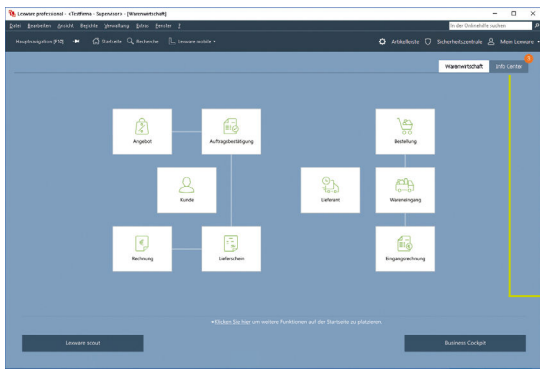 Lexware professional - <Testfirma - Supervisor> - [Warenwirtschaft]
Datei Bearbeiten Ansicht Berichte Verwaltung Extras Fenster ?
In der Onlinehilfe suchen
Hauptnavigation [F12] Startseite Recherche Lexware mobile Artikelliste Sicherheitszentrale Mein Lexware
Warenwirtschaft Info Center
Angebot Auftragsbestätigung Bestellung
Kunde Lieferant Wareneingang
Rechnung Lieferschein Eingangsrechnung
Klicken Sie hier um weitere Funktionen auf der Startseite zu platzieren.
Lexware scout Business Cockpit